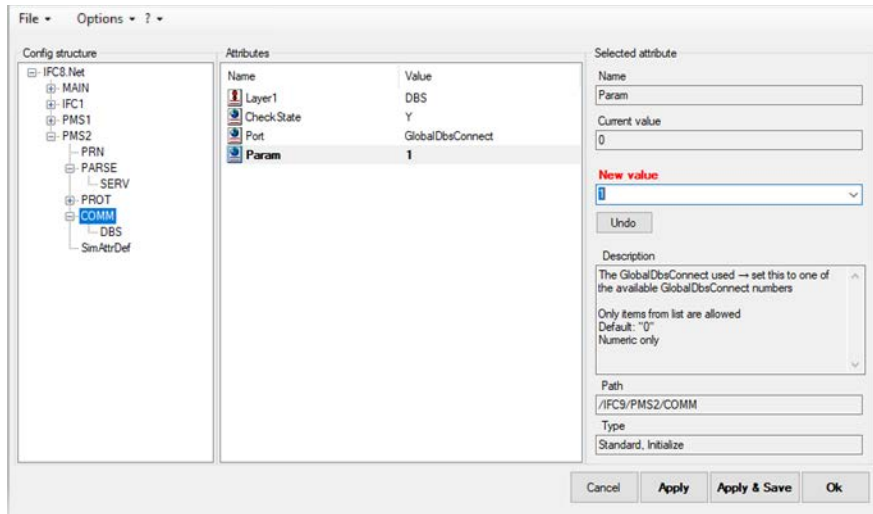 File Options ?
Config structure
IFC8.Net
MAIN
IFC1
PMS1
PMS2
PRN
PARSE
SERV
PROT
COMM
DBS
SimAttrDef
Attributes
Name Value
Layer1 DBS
CheckState Y
Port GlobalDbsConnect
Param 1
Selected attribute
Name
Param
Current value
0
New value
1
Undo
Description
The GlobalDbsConnect used → set this to one of
the available GlobalDbsConnect numbers
Only items from list are allowed
Default: "0"
Numeric only
Path
/IFC9/PMS2/COMM
Type
Standard, Initialize
Cancel Apply Apply & Save Ok